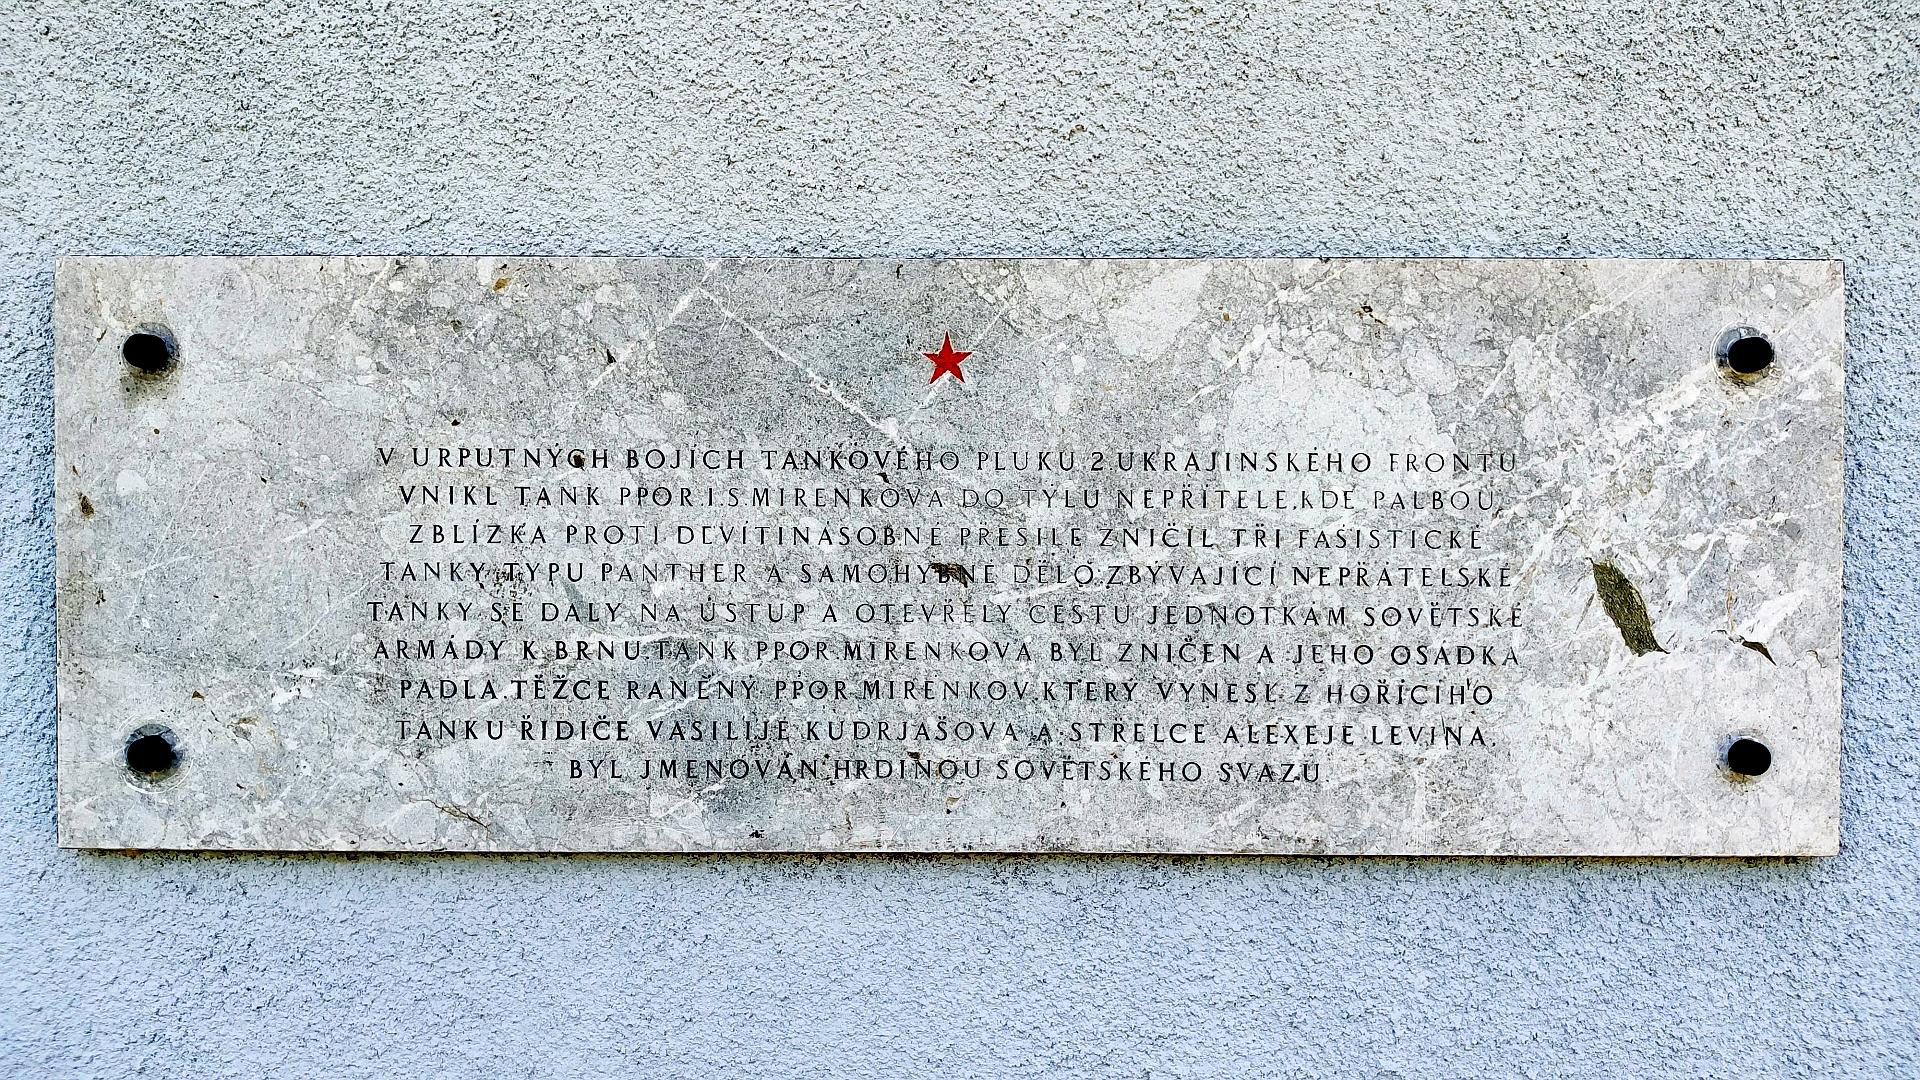 V URPUTNÝCH BOJÍCH TANKOVÉHO PLUKU 2.UKRAJINSKÉHO FRONTU
VNIKL TANK PPOR.I.S.MIRENKOVA DO TÝLU NEPŘÍTELE,KDE PALBOU
ZBLÍZKA PROTI DEVÍTINÁSOBNÉ PŘESILE ZNIČIL TŘI FAŠISTICKÉ
TANKY TYPU PANTHER A SAMOHYBNÉ DĚLO.ZBÝVAJÍCÍ NEPŘÁTELSKÉ
TANKY SE DALY NA ÚSTUP A OTEVŘELY CESTU JEDNOTKÁM SOVĚTSKÉ
ARMÁDY K BRNU.TANK PPOR.MIRENKOVA BYL ZNIČEN A JEHO OSÁDKA
PADLA.TĚŽCE RANĚNÝ PPOR.MIRENKOV,KTERÝ VYNESL Z HOŘÍCÍHO
TANKU ŘIDIČE VASILIJE KUDRJAŠOVA A STŘELCE ALEXEJE LEVINA,
BYL JMENOVÁN HRDINOU SOVĚTSKÉHO SVAZU.